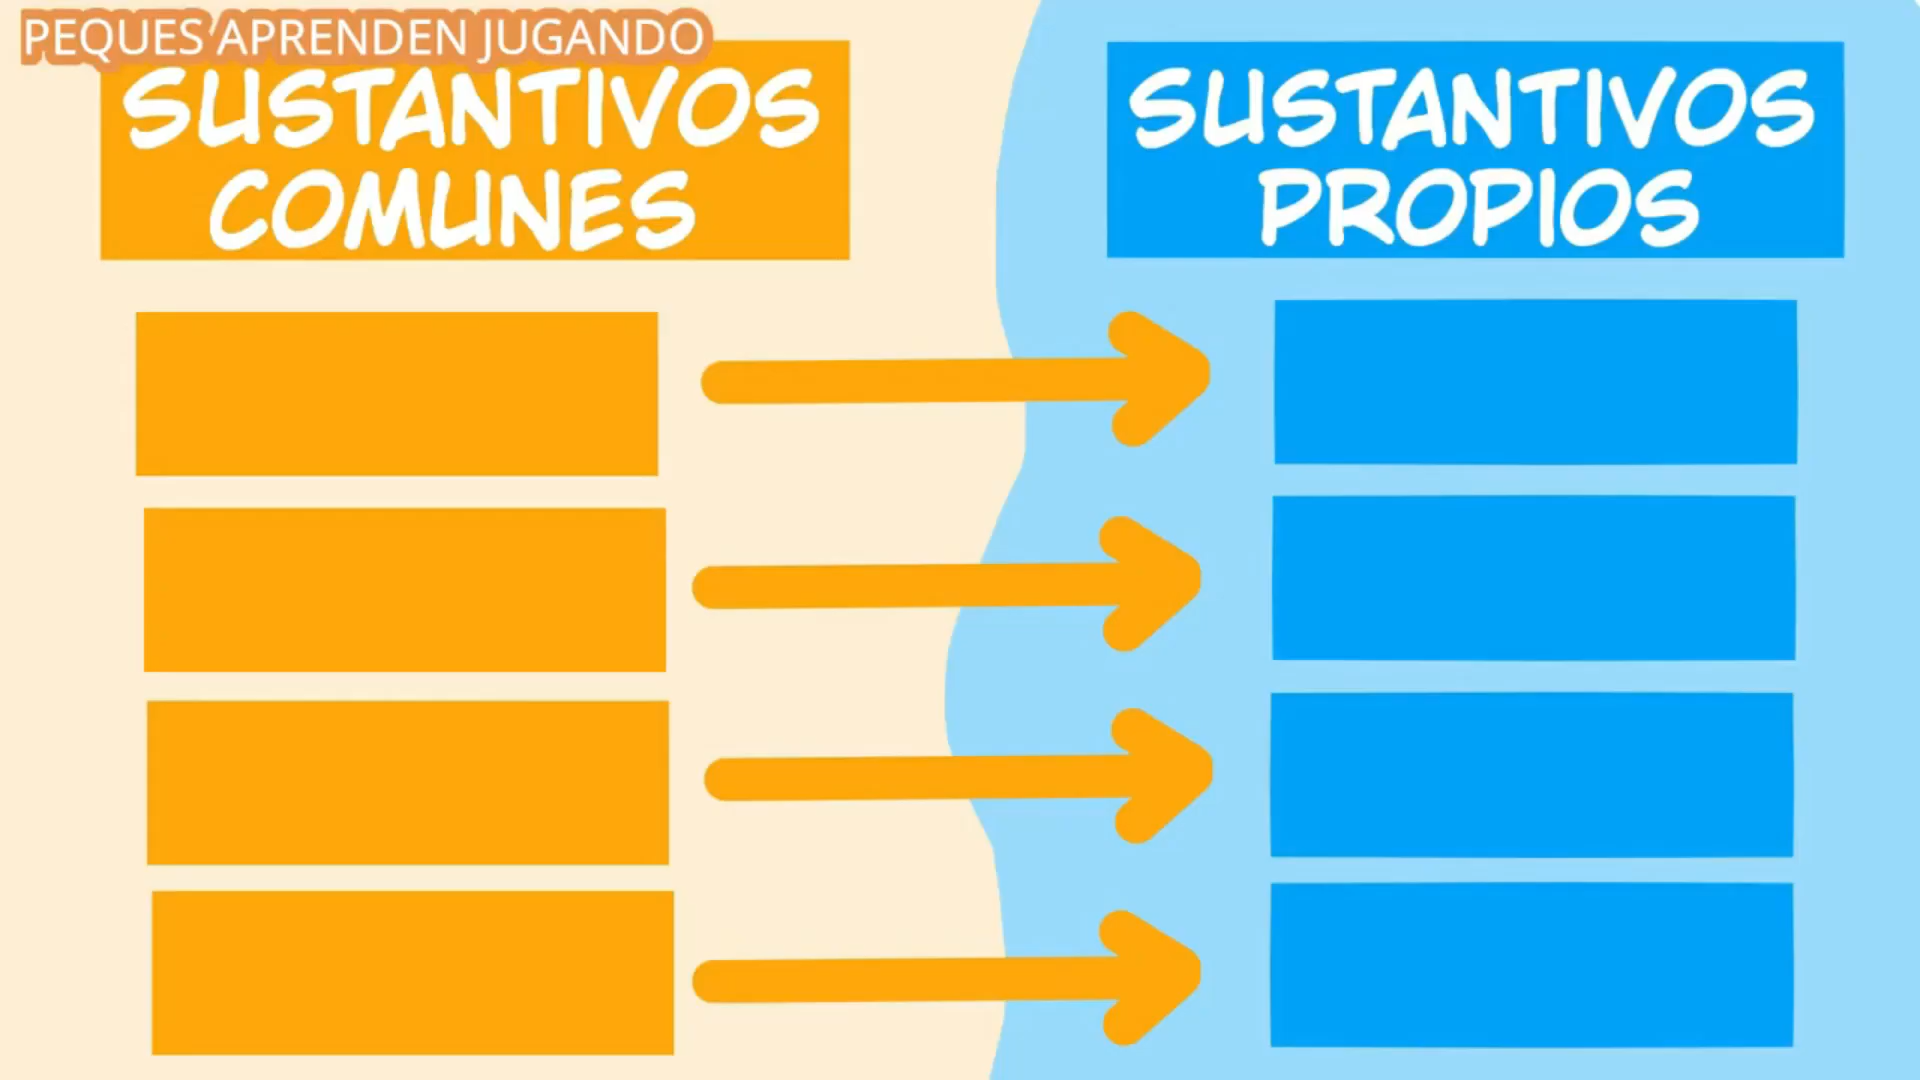 PEQUES APRENDEN JUGANDO
SUSTANTIVOS
COMUNES
SUSTANTIVOS
PROPIOS